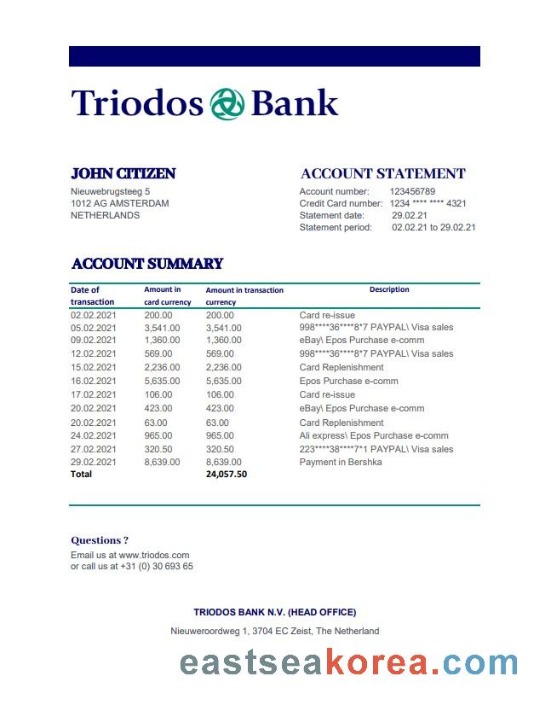 Triodos Bank
JOHN CITIZEN
Nieuwebrugsteeg 5
1012 AG AMSTERDAM
NETHERLANDS
ACCOUNT STATEMENT
Account number: 123456789
Credit Card number: 1234 **** **** 4321
Statement date: 29.02.21
Statement period: 02.02.21 to 29.02.21
ACCOUNT SUMMARY
Date of transaction Amount in card currency Amount in transaction currency Description
02.02.2021 200.00 200.00 Card re-issue
05.02.2021 3,541.00 3,541.00 998****36****8*7 PAYPAL\ Visa sales
09.02.2021 1,360.00 1,360.00 eBay\ Epos Purchase e-comm
12.02.2021 569.00 569.00 998****36****8*7 PAYPAL\ Visa sales
15.02.2021 2,236.00 2,236.00 Card Replenishment
16.02.2021 5,635.00 5,635.00 Epos Purchase e-comm
17.02.2021 106.00 106.00 Card re-issue
20.02.2021 423.00 423.00 eBay\ Epos Purchase e-comm
20.02.2021 63.00 63.00 Card Replenishment
24.02.2021 965.00 965.00 Ali express\ Epos Purchase e-comm
27.02.2021 320.50 320.50 223****38****7*1 PAYPAL\ Visa sales
29.02.2021 8,639.00 8,639.00 Payment in Bershka
Total 24,057.50
Questions ?
Email us at www.triodos.com
or call us at +31 (0) 30 693 65
TRIODOS BANK N.V. (HEAD OFFICE)
Nieuweroordweg 1, 3704 EC Zeist, The Netherland
eastseakorea.com